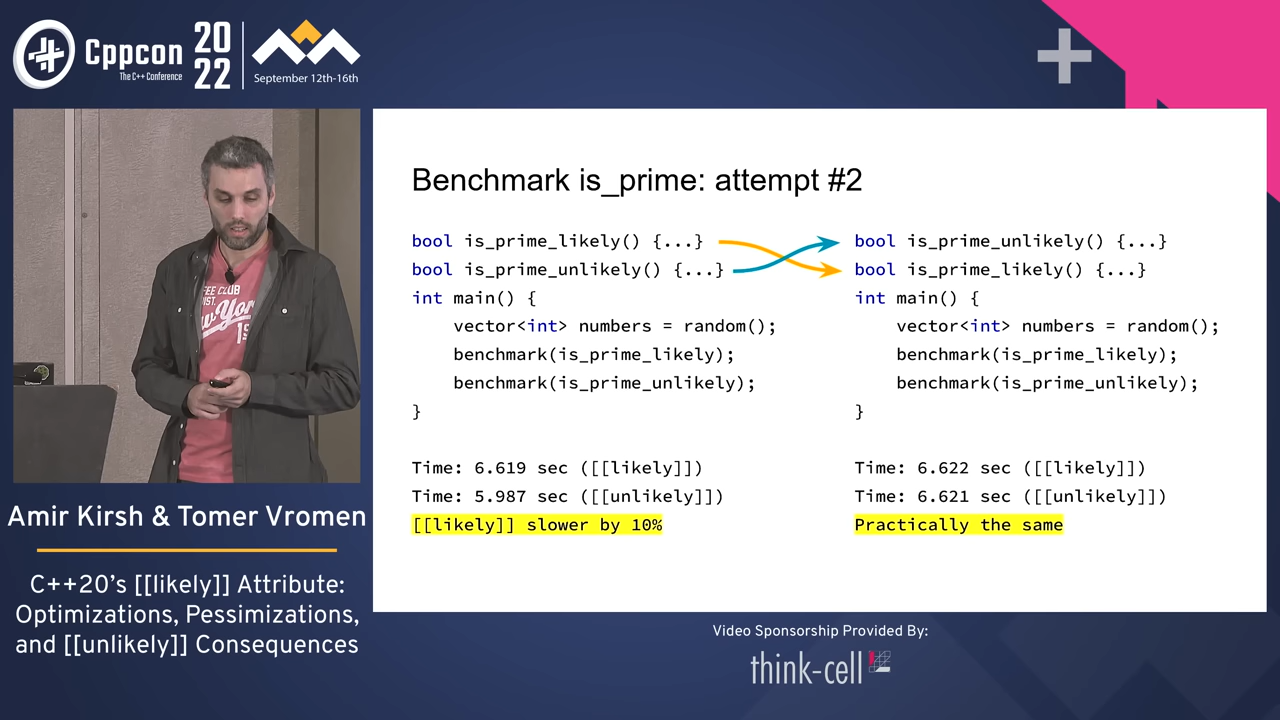 Cppcon
The C++ Conference
20
22
September 12th-16th
Benchmark is_prime: attempt #2
bool is_prime_likely() {...}
bool is_prime_unlikely() {...}
int main() {
vector<int> numbers = random();
benchmark(is_prime_likely);
benchmark(is_prime_unlikely);
}
Time: 6.619 sec ([[likely]])
Time: 5.987 sec ([[unlikely]])
[[likely]] slower by 10%
bool is_prime_unlikely() {...}
bool is_prime_likely() {...}
int main() {
vector<int> numbers = random();
benchmark(is_prime_likely);
benchmark(is_prime_unlikely);
}
Time: 6.622 sec ([[likely]])
Time: 6.621 sec ([[unlikely]])
Practically the same
Amir Kirsh & Tomer Vromen
C++20’s [[likely]] Attribute:
Optimizations, Pessimizations,
and [[unlikely]] Consequences
Video Sponsorship Provided By:
think-cell